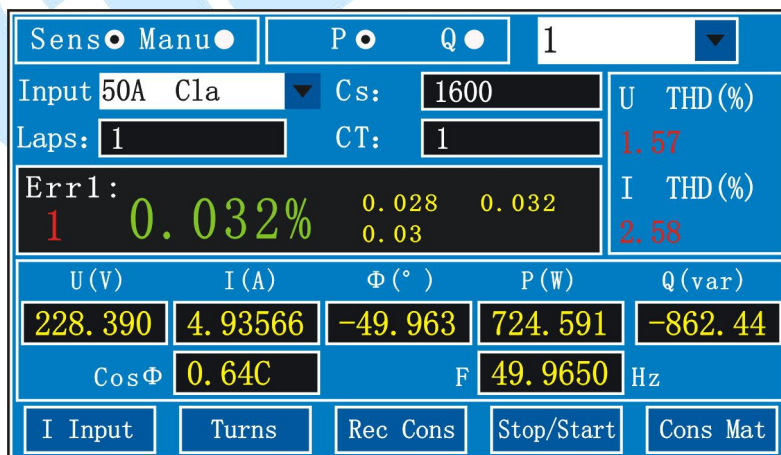 Sens Manu P Q 1
Input 50A Cla Cs: 1600 U THD(%)
Laps: 1 CT: 1 1.57
Err1: I THD(%)
1 0.032% 0.028 0.032
0.03 2.58
U(V) I(A) Φ(°) P(W) Q(var)
228.390 4.93566 -49.963 724.591 -862.44
CosΦ 0.64C F 49.9650 Hz
I Input Turns Rec Cons Stop/Start Cons Mat